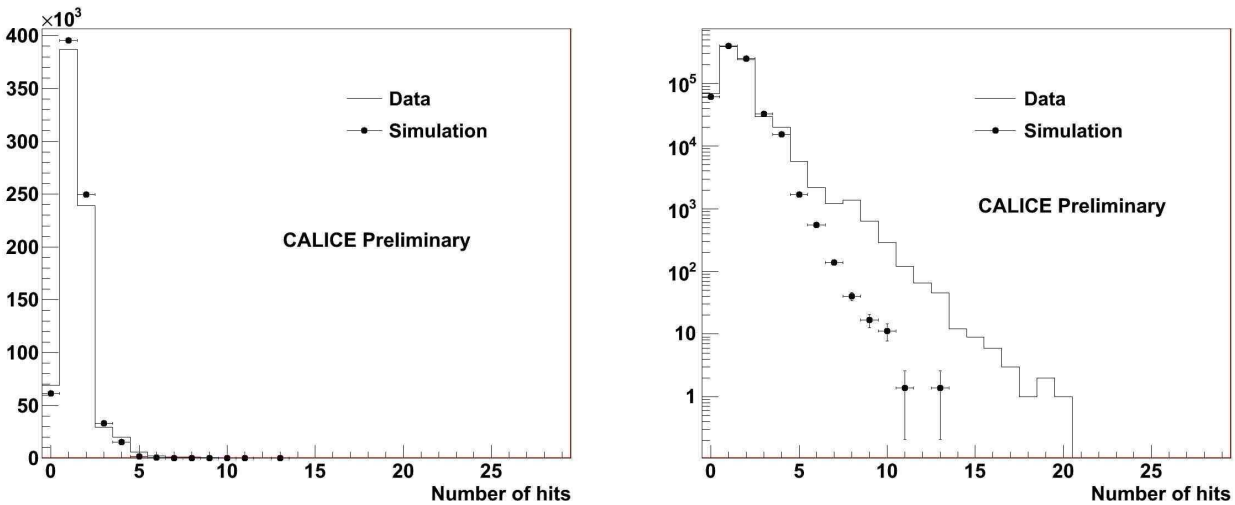 ×10³
400
350
300
250
200
150
100
50
0
0 5 10 15 20 25
Number of hits
Data
Simulation
CALICE Preliminary
10⁵
10⁴
10³
10²
10
1
0 5 10 15 20 25
Number of hits
Data
Simulation
CALICE Preliminary